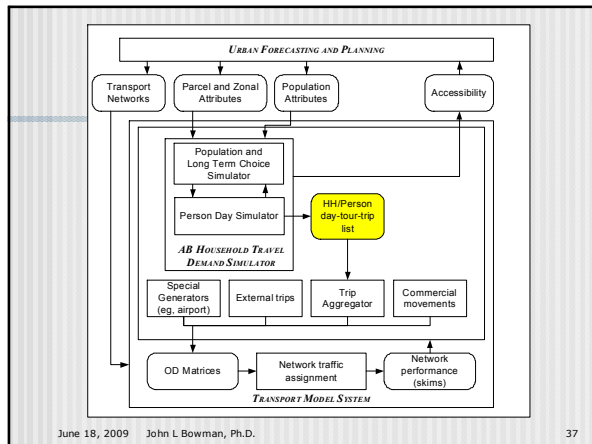 URBAN FORECASTING AND PLANNING
Transport
Networks
Parcel and Zonal
Attributes
Population
Attributes
Accessibility
Population and
Long Term Choice
Simulator
Person Day Simulator
HH/Person
day-tour-trip
list
AB HOUSEHOLD TRAVEL
DEMAND SIMULATOR
Special
Generators
(eg, airport)
External trips
Trip
Aggregator
Commercial
movements
OD Matrices
Network traffic
assignment
Network
performance
(skims)
TRANSPORT MODEL SYSTEM
June 18, 2009 John L Bowman, Ph.D. 37